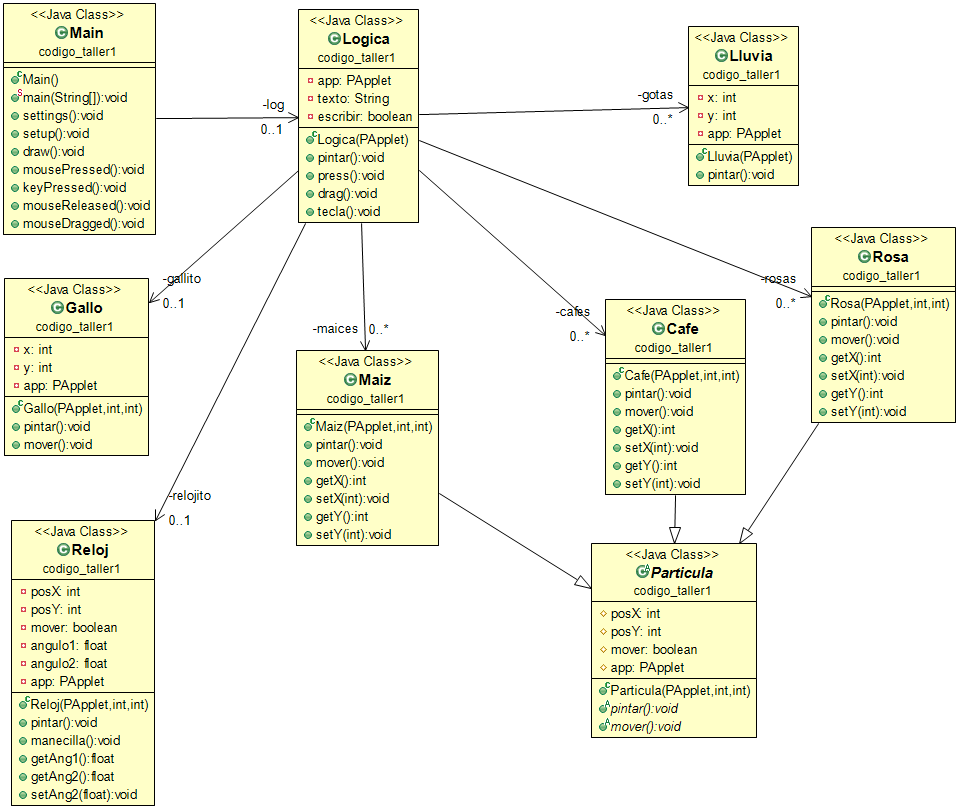 <<Java Class>>
Main
codigo_taller1
Main()
main(String[]):void
settings():void
setup():void
draw():void
mousePressed():void
keyPressed():void
mouseReleased():void
mouseDragged():void
-log
0..1
<<Java Class>>
Logica
codigo_taller1
app: PApplet
texto: String
escribir: boolean
Logica(PApplet)
pintar():void
press():void
drag():void
tecla():void
-gotas
0..*
<<Java Class>>
Lluvia
codigo_taller1
x: int
y: int
app: PApplet
Lluvia(PApplet)
pintar():void
-gallito
0..1
<<Java Class>>
Gallo
codigo_taller1
x: int
y: int
app: PApplet
Gallo(PApplet,int,int)
pintar():void
mover():void
-maices
0..*
<<Java Class>>
Maiz
codigo_taller1
Maiz(PApplet,int,int)
pintar():void
mover():void
getX():int
setX(int):void
getY():int
setY(int):void
-cafes
0..*
<<Java Class>>
Cafe
codigo_taller1
Cafe(PApplet,int,int)
pintar():void
mover():void
getX():int
setX(int):void
getY():int
setY(int):void
-rosas
0..*
<<Java Class>>
Rosa
codigo_taller1
Rosa(PApplet,int,int)
pintar():void
mover():void
getX():int
setX(int):void
getY():int
setY(int):void
-relojito
0..1
<<Java Class>>
Reloj
codigo_taller1
posX: int
posY: int
mover: boolean
angulo1: float
angulo2: float
app: PApplet
Reloj(PApplet,int,int)
pintar():void
manecilla():void
getAng1():float
getAng2():float
setAng2(float):void
<<Java Class>>
Particula
codigo_taller1
posX: int
posY: int
mover: boolean
app: PApplet
Particula(PApplet,int,int)
pintar():void
mover():void